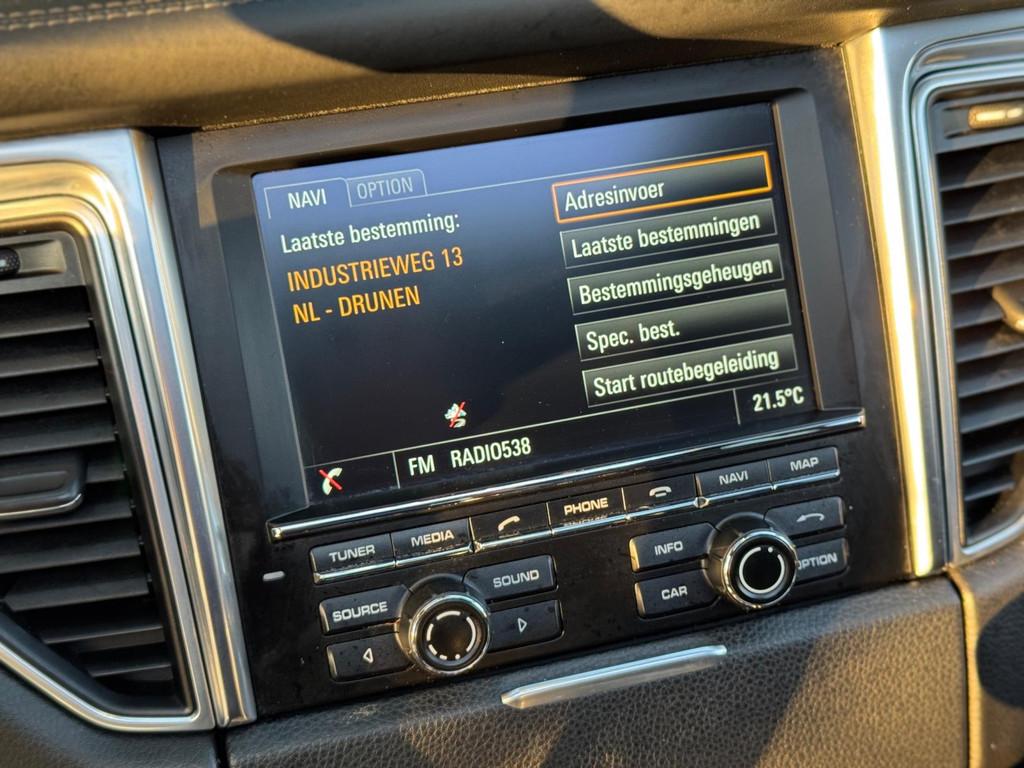 NAVI
OPTION
Laatste bestemming:
INDUSTRIEWEG 13
NL - DRUNEN
Adresinvoer
Laatste bestemmingen
Bestemmingsgeheugen
Spec. best.
Start routebegeleiding
FM RADIO538
21.5°C
TUNER
MEDIA
PHONE
NAVI
MAP
SOURCE
SOUND
INFO
CAR
OPTION